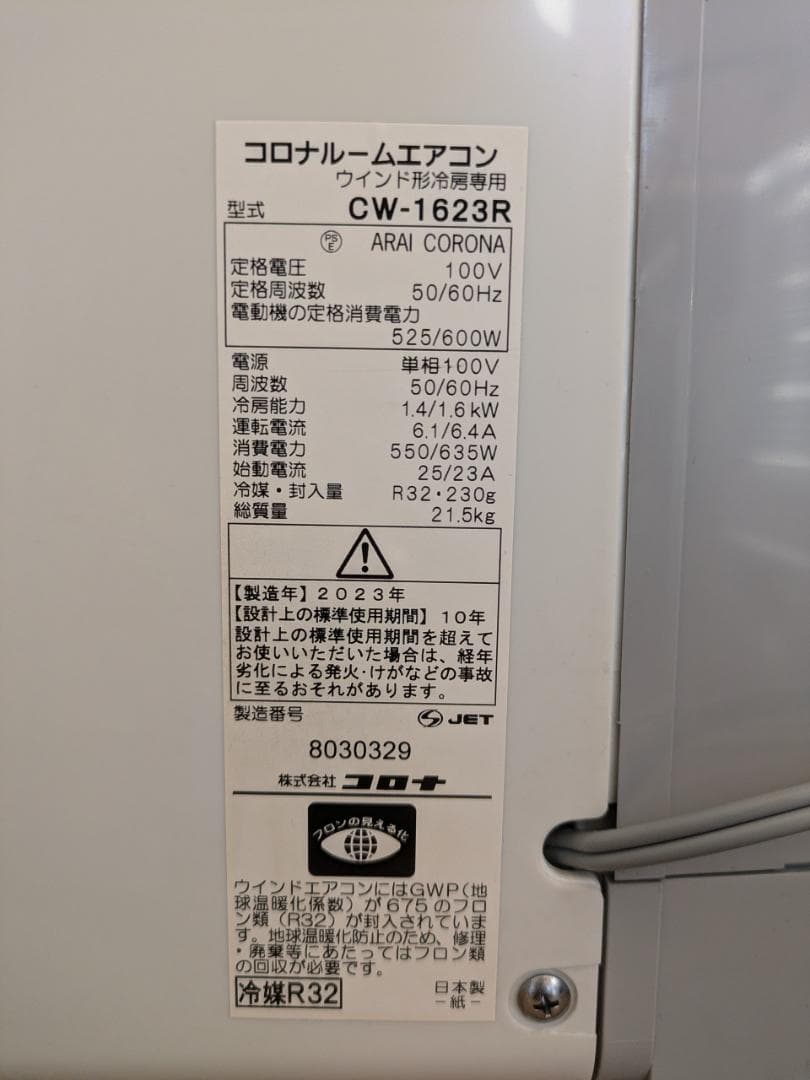 コロナルームエアコン
ウインド形冷房専用
型式 CW-1623R
PS E ARAI CORONA
定格電圧 100V
定格周波数 50/60Hz
電動機の定格消費電力
525/600W
電源 単相100V
周波数 50/60Hz
冷房能力 1.4/1.6kW
運転電流 6.1/6.4A
消費電力 550/635W
始動電流 25/23A
冷媒・封入量 R32・230g
総質量 21.5kg
【製造年】2023年
【設計上の標準使用期間】10年
設計上の標準使用期間を超えて
お使いいただいた場合は、経年
劣化による発火・けがなどの事故
に至るおそれがあります。
製造番号 JET
8030329
株式会社 コロナ
フロンの見える化
ウインドエアコンにはGWP(地
球温暖化係数)が675のフロ
ン類(R32)が封入されていま
す。地球温暖化防止のため、修理
・廃棄等にあたってはフロン類
の回収が必要です。
冷媒R32 日本製
-紙-